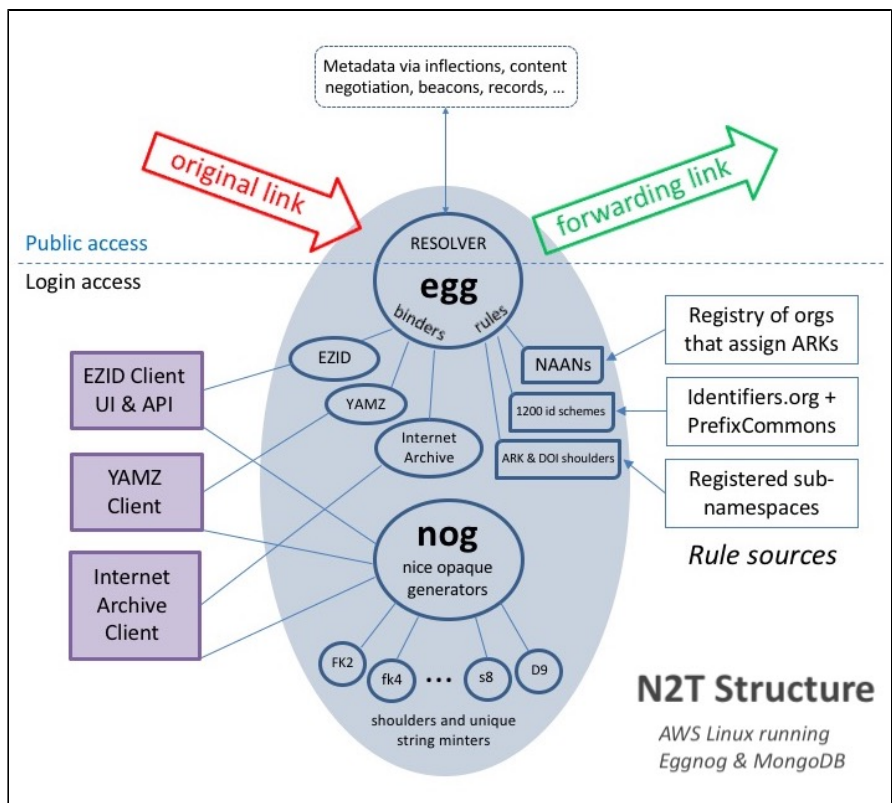 Metadata via inflections, content
negotiation, beacons, records, ...
original link
forwarding link
Public access
Login access
RESOLVER
egg
binders
rules
EZID
YAMZ
Internet
Archive
NAANs
1200 id schemes
ARK & DOI shoulders
Registry of orgs
that assign ARKs
Identifiers.org +
PrefixCommons
Registered sub-
namespaces
Rule sources
EZID Client
UI & API
YAMZ
Client
Internet
Archive
Client
nog
nice opaque
generators
FK2
fk4
...
s8
D9
shoulders and unique
string minters
N2T Structure
AWS Linux running
Eggnog & MongoDB